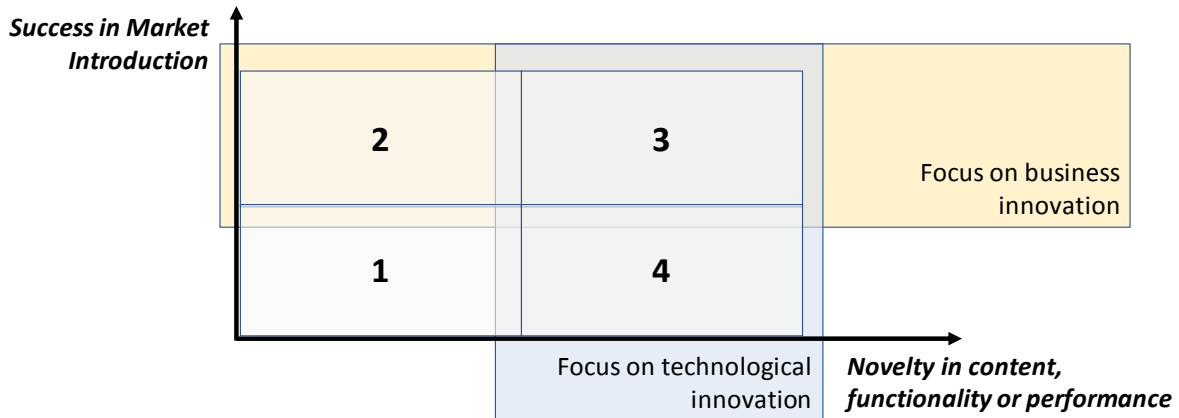 Success in Market
Introduction
2
3
Focus on business
innovation
1
4
Focus on technological
innovation
Novelty in content,
functionality or performance